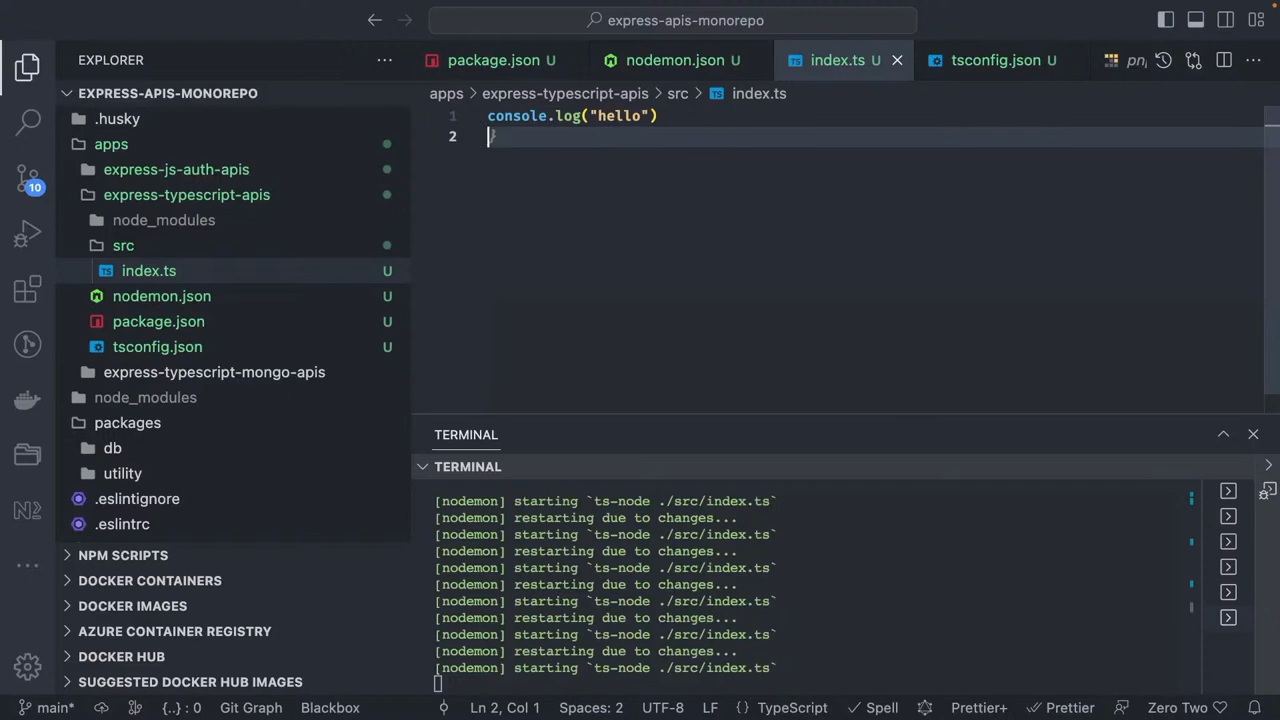 express-apis-monorepo
EXPLORER
EXPRESS-APIS-MONOREPO
.husky
apps
express-js-auth-apis
express-typescript-apis
node_modules
src
index.ts U
nodemon.json U
package.json U
tsconfig.json U
express-typescript-mongo-apis
node_modules
packages
db
utility
.eslintignore
.eslintrc
NPM SCRIPTS
DOCKER CONTAINERS
DOCKER IMAGES
AZURE CONTAINER REGISTRY
DOCKER HUB
SUGGESTED DOCKER HUB IMAGES
10
package.json U nodemon.json U index.ts U tsconfig.json U
apps > express-typescript-apis > src > index.ts
1 console.log("hello")
2 }
TERMINAL
TERMINAL
[nodemon] starting `ts-node ./src/index.ts`
[nodemon] restarting due to changes...
[nodemon] starting `ts-node ./src/index.ts`
[nodemon] restarting due to changes...
[nodemon] starting `ts-node ./src/index.ts`
[nodemon] restarting due to changes...
[nodemon] starting `ts-node ./src/index.ts`
[nodemon] restarting due to changes...
[nodemon] starting `ts-node ./src/index.ts`
[nodemon] restarting due to changes...
[nodemon] starting `ts-node ./src/index.ts`
main* {..} : 0 Git Graph Blackbox Ln 2, Col 1 Spaces: 2 UTF-8 LF {} TypeScript Spell Prettier+ Prettier Zero Two